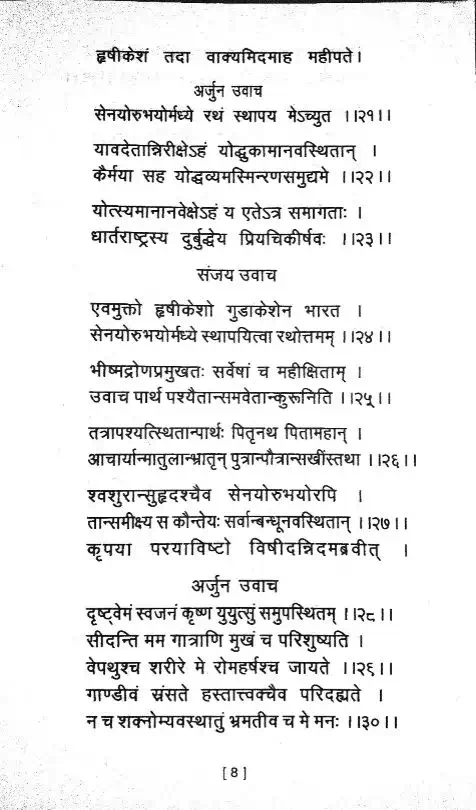 हृषीकेशं तदा वाक्यमिदमाह महीपते।
अर्जुन उवाच
सेनयोरुभयोर्मध्ये रथं स्थापय मेऽच्युत ।।२१।।
यावदेतान्निरीक्षेऽहं योद्धुकामानवस्थितान् ।
कैर्मया सह योद्धव्यमस्मिन्रणसमुद्यमे ।।२२।।
योत्स्यमानानवेक्षेऽहं य एतेऽत्र समागताः ।
धार्तराष्ट्रस्य दुर्बुद्धेय प्रियचिकीर्षवः ।।२३।।
संजय उवाच
एवमुक्तो हृषीकेशो गुडाकेशेन भारत ।
सेनयोरुभयोर्मध्ये स्थापयित्वा रथोत्तमम् ।।२४।।
भीष्मद्रोणप्रमुखतः सर्वेषां च महीक्षिताम् ।
उवाच पार्थ पश्यैतान्समवेतान्कुरूनिति ।।२५।।
तत्रापश्यत्स्थितान्पार्थः पितृनथ पितामहान् ।
आचार्यान्मातुलान्भ्रातृन् पुत्रान्पौत्रान्सखींस्तथा ।।२६।।
श्वशुरान्सुहृदश्चैव सेनयोरुभयोरपि ।
तान्समीक्ष्य स कौन्तेयः सर्वान्बन्धूनवस्थितान् ।।२७।।
कृपया परयाविष्टो विषीदन्निदमब्रवीत् ।
अर्जुन उवाच
दृष्ट्वेमं स्वजनं कृष्ण युयुत्सुं समुपस्थितम् ।।२८।।
सीदन्ति मम गात्राणि मुखं च परिशुष्यति ।
वेपथुश्च शरीरे मे रोमहर्षश्च जायते ।।२९।।
गाण्डीवं स्रंसते हस्तात्त्वक्चैव परिदह्यते ।
न च शक्नोम्यवस्थातुं भ्रमतीव च मे मनः ।।३०।।
[8]